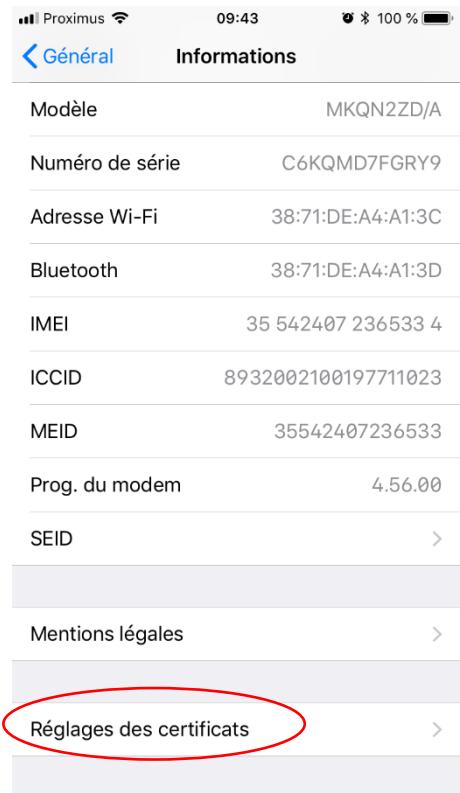 Proximus 09:43 100 %
Général Informations
Modèle MKQN2ZD/A
Numéro de série C6KQMD7FGRY9
Adresse Wi-Fi 38:71:DE:A4:A1:3C
Bluetooth 38:71:DE:A4:A1:3D
IMEI 35 542407 236533 4
ICCID 8932002100197711023
MEID 35542407236533
Prog. du modem 4.56.00
SEID
Mentions légales
Réglages des certificats